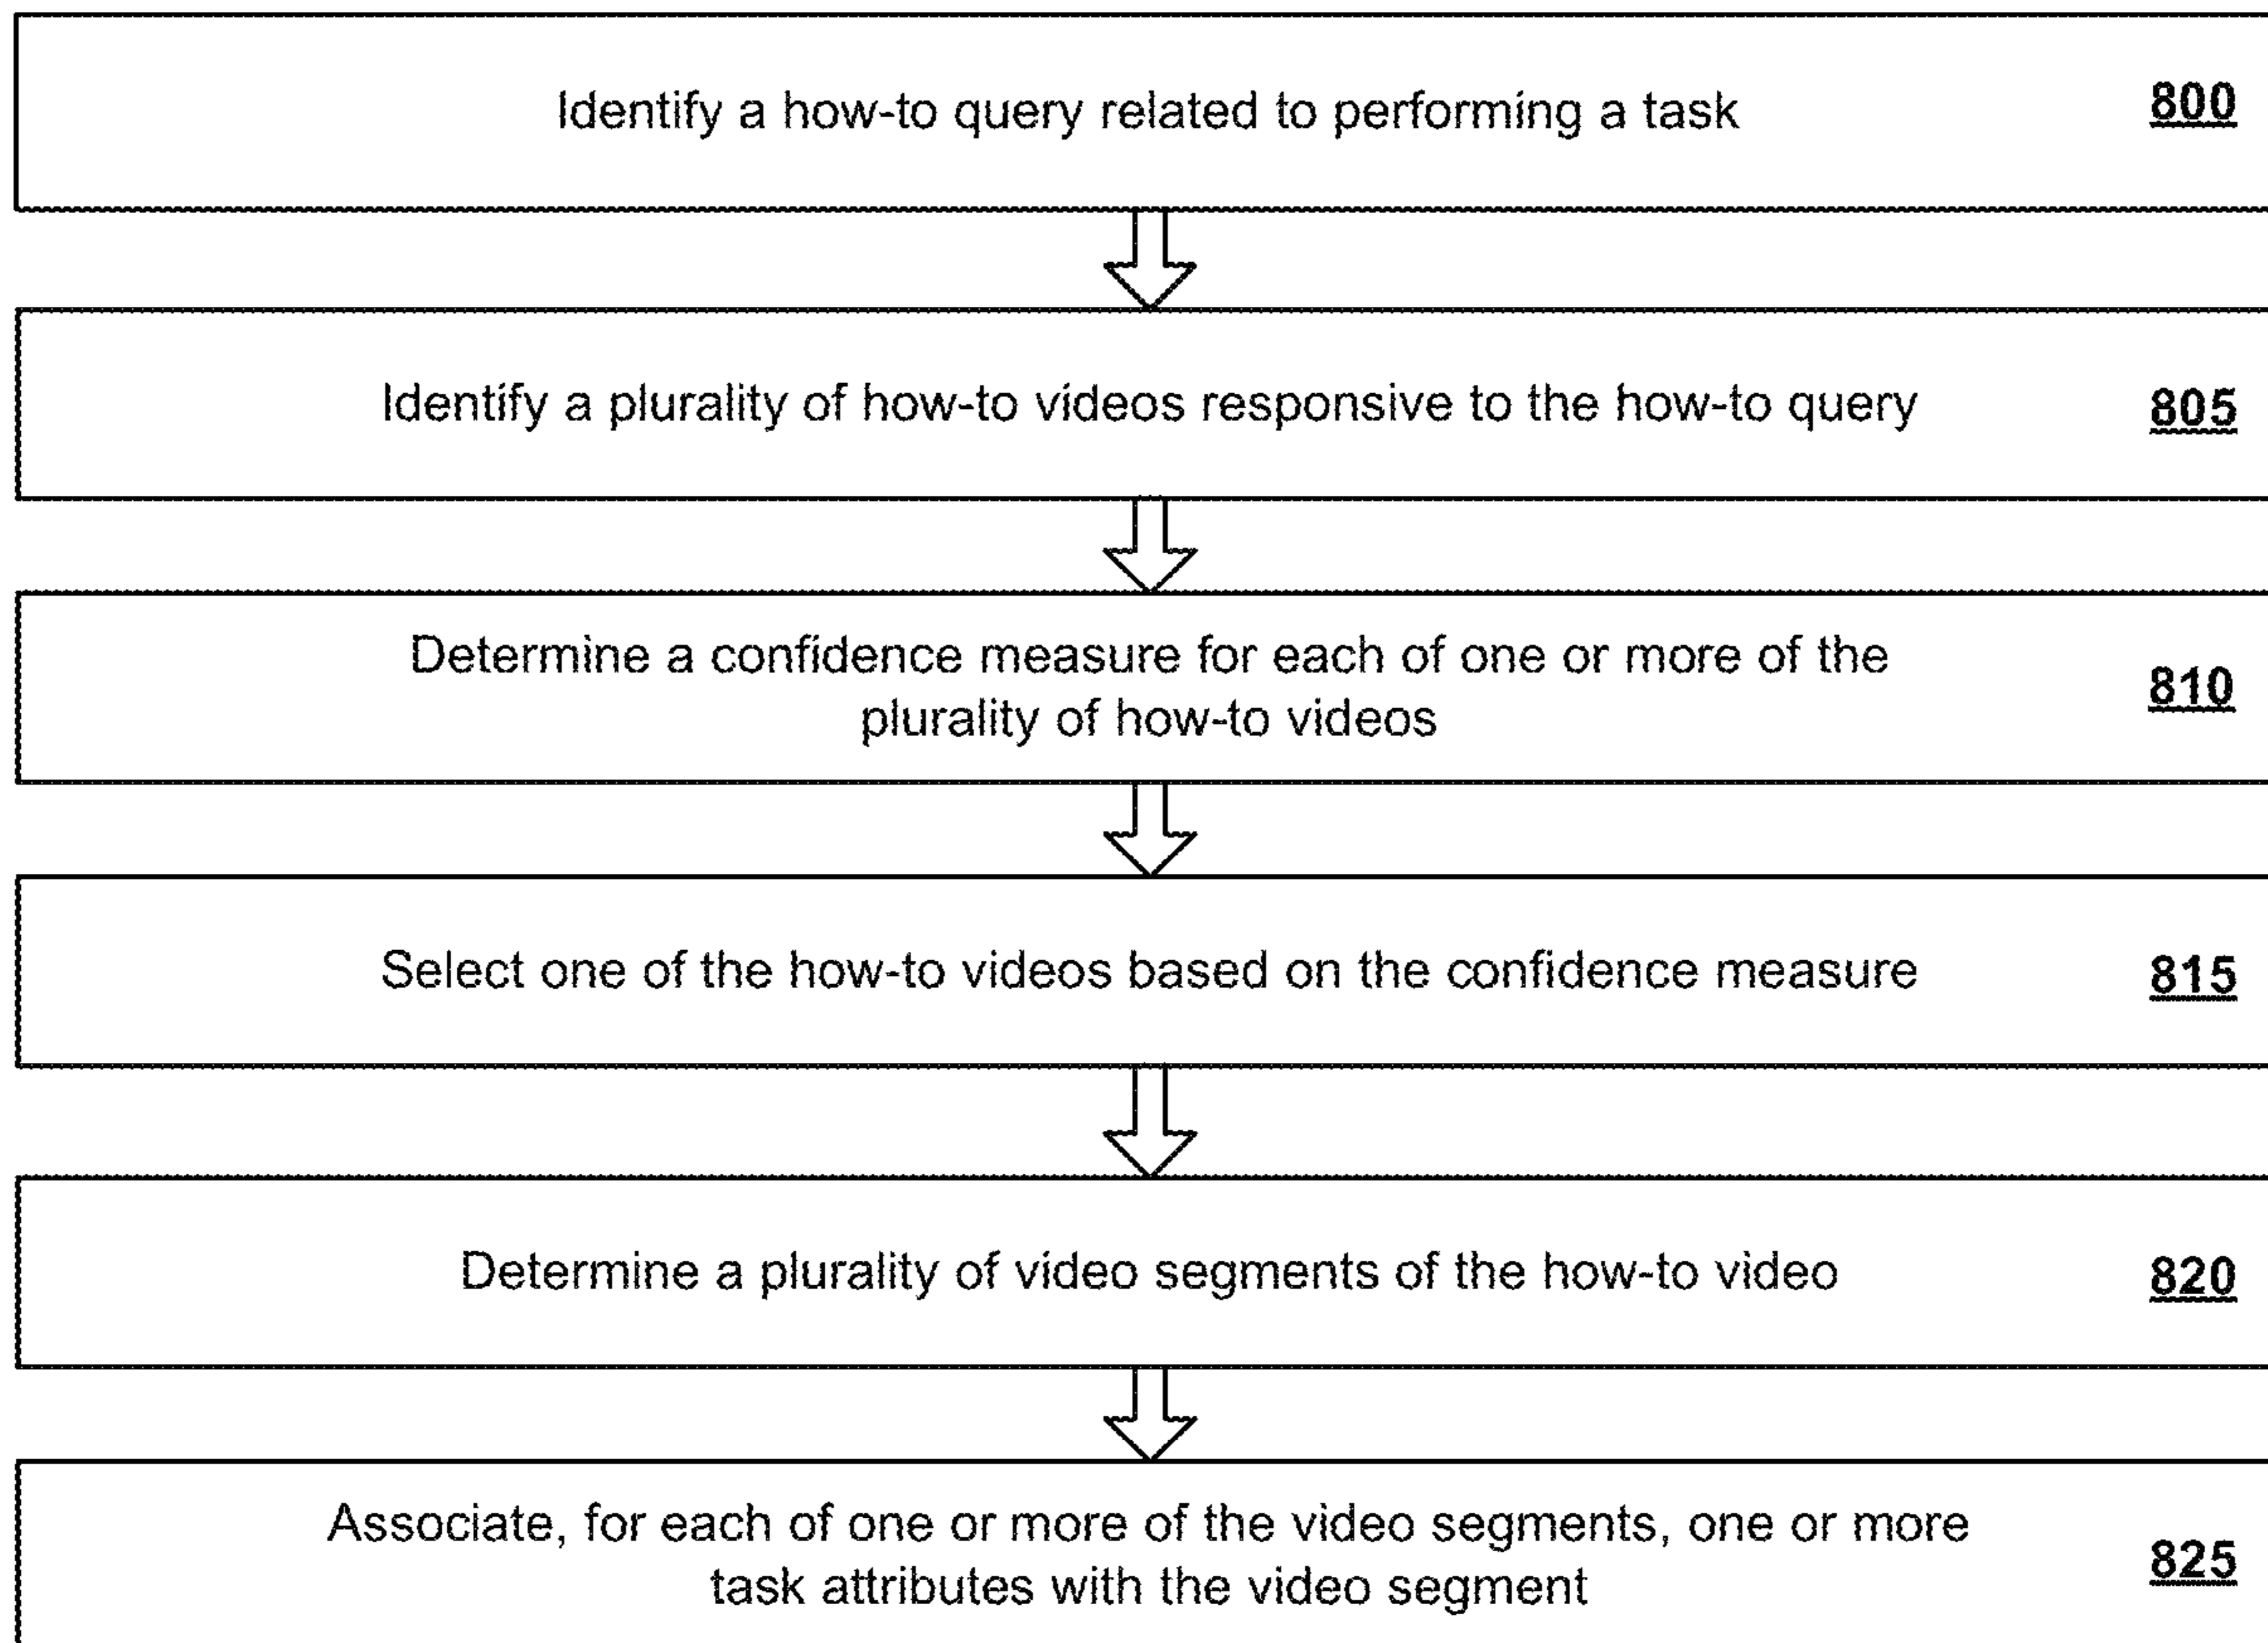 Identify a how-to query related to performing a task 800
Identify a plurality of how-to videos responsive to the how-to query 805
Determine a confidence measure for each of one or more of the
plurality of how-to videos
810
Select one of the how-to videos based on the confidence measure 815
Determine a plurality of video segments of the how-to video 820
Associate, for each of one or more of the video segments, one or more
task attributes with the video segment
825